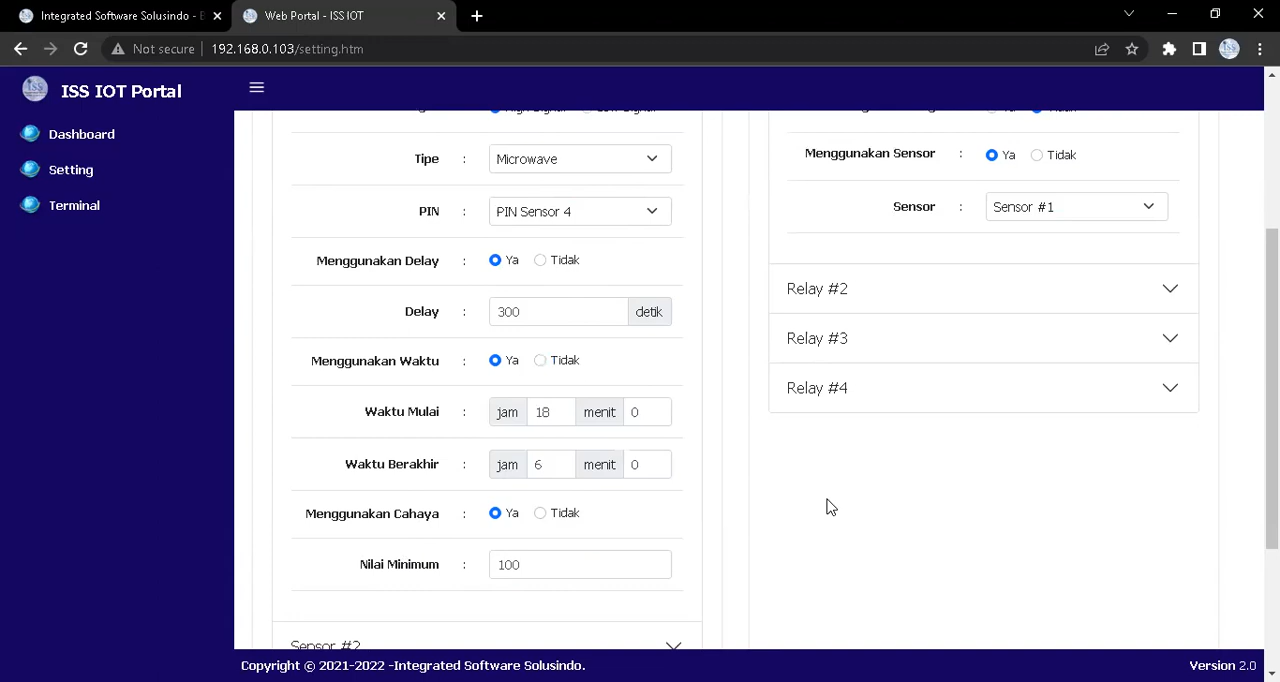 Integrated Software Solusindo -
Web Portal - ISS IOT
Not secure
192.168.0.103/setting.htm
ISS IOT Portal
Dashboard
Setting
Terminal
Tipe : Microwave
PIN : PIN Sensor 4
Menggunakan Delay : Ya Tidak
Delay : 300 detik
Menggunakan Waktu : Ya Tidak
Waktu Mulai : jam 18 menit 0
Waktu Berakhir : jam 6 menit 0
Menggunakan Cahaya : Ya Tidak
Nilai Minimum : 100
Sensor #2
Menggunakan Sensor : Ya Tidak
Sensor : Sensor #1
Relay #2
Relay #3
Relay #4
Copyright © 2021-2022 -Integrated Software Solusindo.
Version 2.0